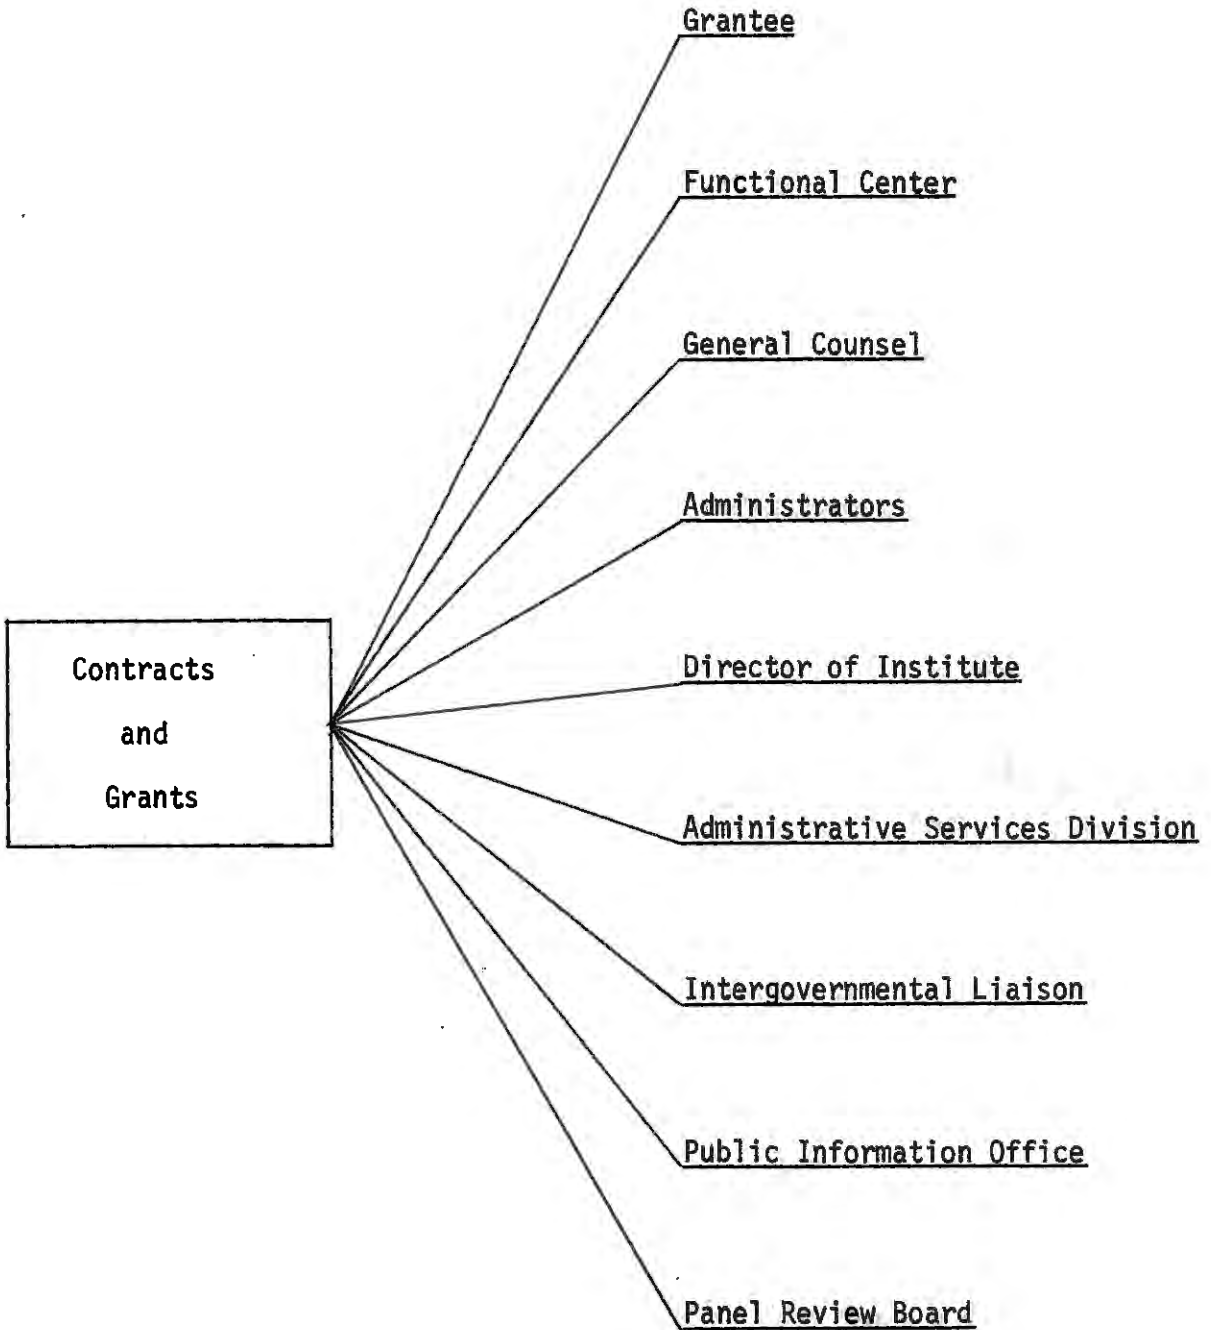 Grantee
Functional Center
General Counsel
Administrators
Director of Institute
Contracts
and
Grants
Administrative Services Division
Intergovernmental Liaison
Public Information Office
Panel Review Board